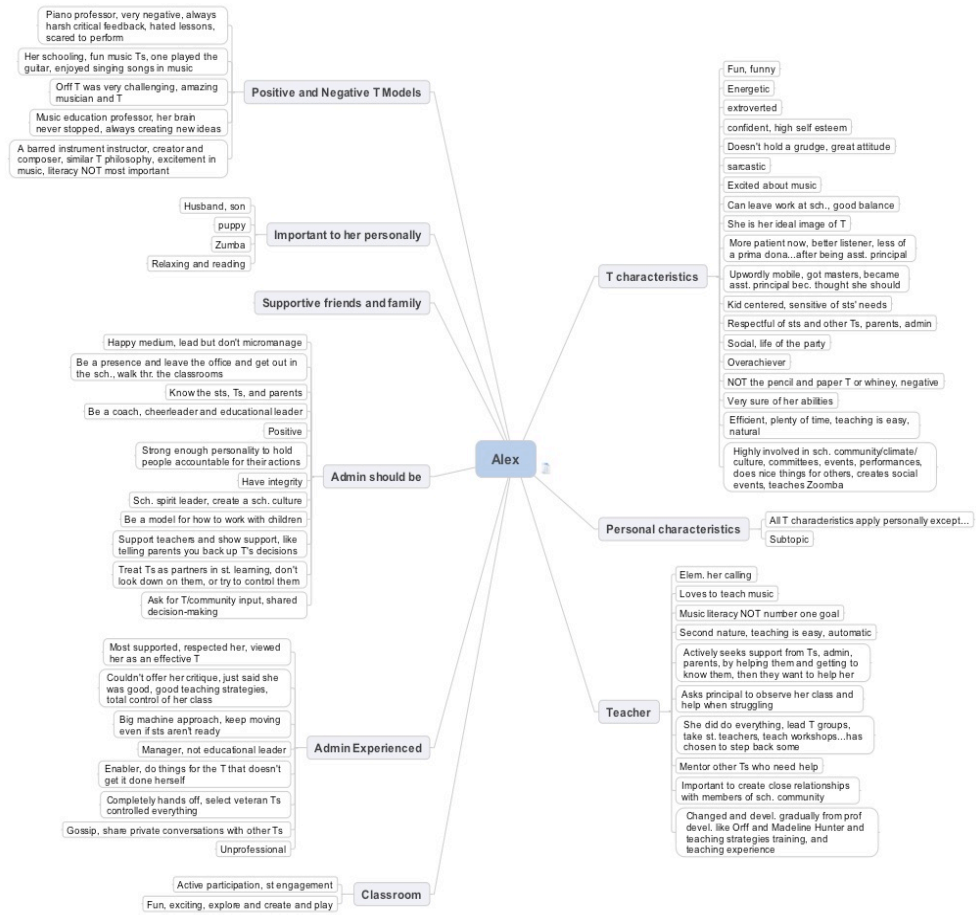 Piano professor, very negative, always
harsh critical feedback, hated lessons,
scared to perform
Her schooling, fun music Ts, one played the
guitar, enjoyed singing songs in music
Orff T was very challenging, amazing
musician and T
Music education professor, her brain
never stopped, always creating new ideas
A barred instrument instructor, creator and
composer, similar T philosophy, excitement in
music, literacy NOT most important
Positive and Negative T Models
Husband, son
puppy
Zumba
Relaxing and reading
Important to her personally
Supportive friends and family
Happy medium, lead but don't micromanage
Be a presence and leave the office and get out in
the sch., walk thr. the classrooms
Know the sts, Ts, and parents
Be a coach, cheerleader and educational leader
Positive
Strong enough personality to hold
people accountable for their actions
Have integrity
Sch. spirit leader, create a sch. culture
Be a model for how to work with children
Support teachers and show support, like
telling parents you back up T's decisions
Treat Ts as partners in st. learning, don't
look down on them, or try to control them
Ask for T/community input, shared
decision-making
Admin should be
Most supported, respected her, viewed
her as an effective T
Couldn't offer her critique, just said she
was good, good teaching strategies,
total control of her class
Big machine approach, keep moving
even if sts aren't ready
Manager, not educational leader
Enabler, do things for the T that doesn't
get it done herself
Completely hands off, select veteran Ts
controlled everything
Gossip, share private conversations with other Ts
Unprofessional
Admin Experienced
Active participation, st engagement
Fun, exciting, explore and create and play
Classroom
Alex
T characteristics
Fun, funny
Energetic
extroverted
confident, high self esteem
Doesn't hold a grudge, great attitude
sarcastic
Excited about music
Can leave work at sch., good balance
She is her ideal image of T
More patient now, better listener, less of
a prima dona...after being asst. principal
Upwordly mobile, got masters, became
asst. principal bec. thought she should
Kid centered, sensitive of sts' needs
Respectful of sts and other Ts, parents, admin
Social, life of the party
Overachiever
NOT the pencil and paper T or whiney, negative
Very sure of her abilities
Efficient, plenty of time, teaching is easy,
natural
Highly involved in sch. community/climate/
culture, committees, events, performances,
does nice things for others, creates social
events, teaches Zoomba
Personal characteristics
All T characteristics apply personally except...
Subtopic
Teacher
Elem. her calling
Loves to teach music
Music literacy NOT number one goal
Second nature, teaching is easy, automatic
Actively seeks support from Ts, admin,
parents, by helping them and getting to
know them, then they want to help her
Asks principal to observe her class and
help when struggling
She did do everything, lead T groups,
take st. teachers, teach workshops...has
chosen to step back some
Mentor other Ts who need help
Important to create close relationships
with members of sch. community
Changed and devel. gradually from prof
devel. like Orff and Madeline Hunter and
teaching strategies training, and
teaching experience